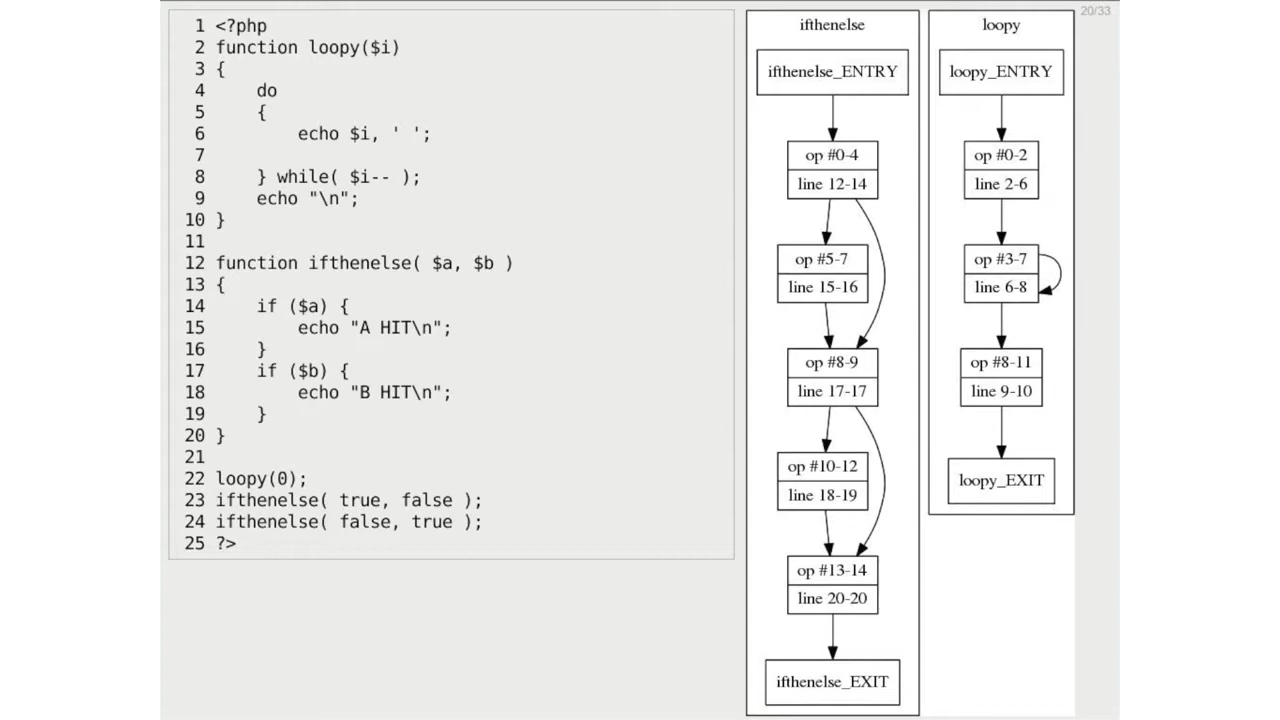 20/33
1 <?php
2 function loopy($i)
3 {
4     do
5     {
6         echo $i, ' ';
7
8     } while( $i-- );
9     echo "\n";
10 }
11
12 function ifthenelse( $a, $b )
13 {
14     if ($a) {
15         echo "A HIT\n";
16     }
17     if ($b) {
18         echo "B HIT\n";
19     }
20 }
21
22 loopy(0);
23 ifthenelse( true, false );
24 ifthenelse( false, true );
25 ?>
ifthenelse
ifthenelse_ENTRY
op #0-4
line 12-14
op #5-7
line 15-16
op #8-9
line 17-17
op #10-12
line 18-19
op #13-14
line 20-20
ifthenelse_EXIT
loopy
loopy_ENTRY
op #0-2
line 2-6
op #3-7
line 6-8
op #8-11
line 9-10
loopy_EXIT